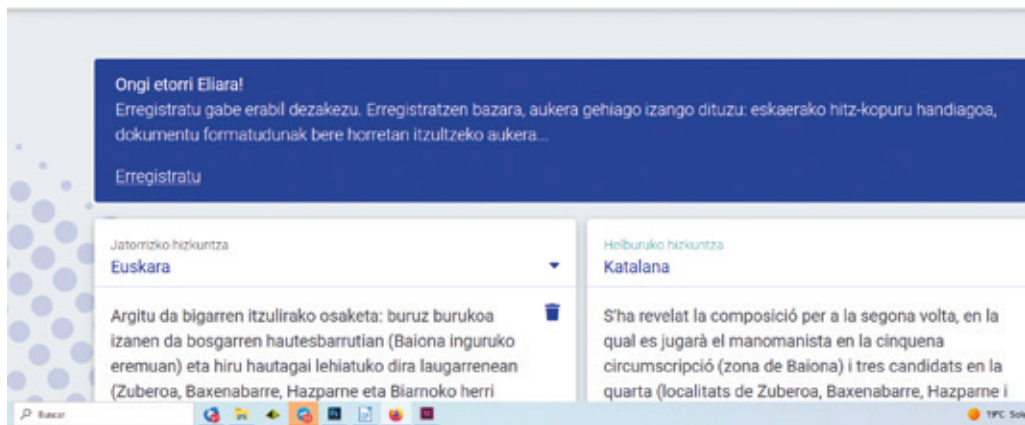 Ongi etorri Eliara!
Erregistratu gabe erabil dezakezu. Erregistratzen bazara, aukera gehiago izango dituzu: eskaerako hitz-kopuru handiagoa,
dokumentu formatudunak bere horretan itzultzeko aukera...
Erregistratu
Jatorrizko hizkuntza
Euskara
Argitu da bigarren itzulirako osaketa: buruz burukoa
izanen da bosgarren hautesbarrutian (Baiona inguruko
eremuan) eta hiru hautagai lehiatuko dira laugarrenean
(Zuberoa, Baxenabarre, Hazparne eta Biarnoko herri
Helburuko hizkuntza
Katalana
S'ha revelat la composició per a la segona volta, en la
qual es jugarà el manomanista en la cinquena
circumscripció (zona de Baiona) i tres candidats en la
quarta (localitats de Zuberoa, Baxenabarre, Hazparne i
Buscar
19°C